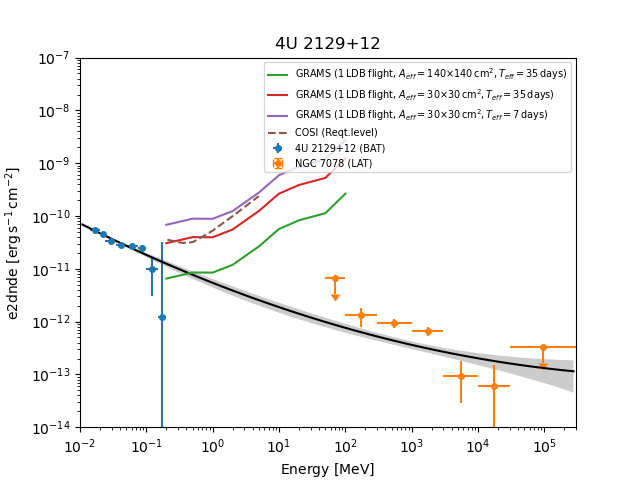 4U 2129+12
GRAMS (1 LDB flight, A_eff = 140×140 cm², T_eff = 35 days)
GRAMS (1 LDB flight, A_eff = 30×30 cm², T_eff = 35 days)
GRAMS (1 LDB flight, A_eff = 30×30 cm², T_eff = 7 days)
COSI (Reqt.level)
4U 2129+12 (BAT)
NGC 7078 (LAT)
e2dnde [erg s⁻¹ cm⁻²]
10⁻⁷
10⁻⁸
10⁻⁹
10⁻¹⁰
10⁻¹¹
10⁻¹²
10⁻¹³
10⁻¹⁴
10⁻² 10⁻¹ 10⁰ 10¹ 10² 10³ 10⁴ 10⁵
Energy [MeV]